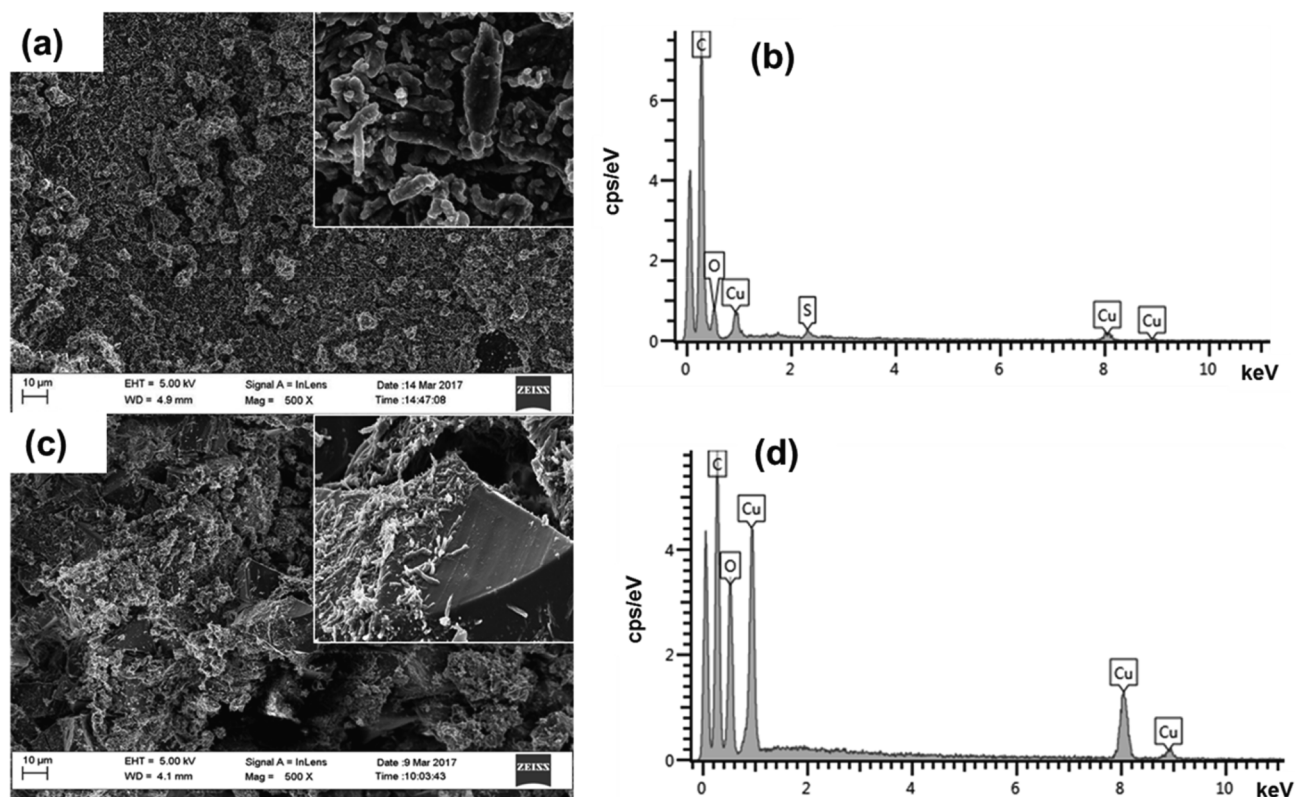 (a)
10 µm
EHT = 5.00 kV
WD = 4.9 mm
Signal A = InLens
Mag = 500 X
Date :14 Mar 2017
Time :14:47:08
ZEISS
(b)
cps/eV
6
4
2
0
C
O
Cu
S
Cu
Cu
0
2
4
6
8
10
keV
(c)
10 µm
EHT = 5.00 kV
WD = 4.1 mm
Signal A = InLens
Mag = 500 X
Date :9 Mar 2017
Time :10:03:43
ZEISS
(d)
cps/eV
4
2
0
C
O
Cu
Cu
Cu
0
2
4
6
8
10
keV